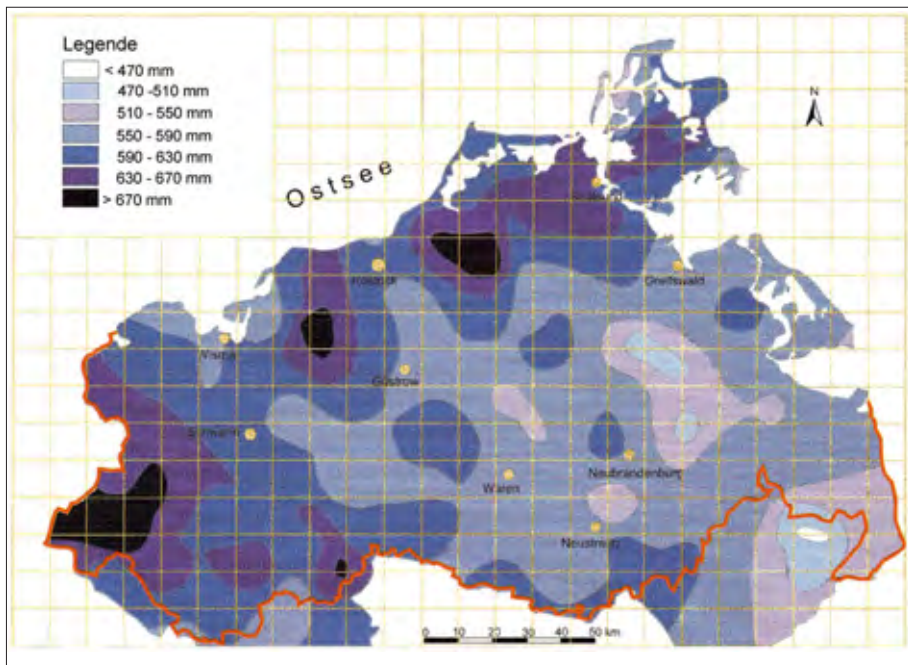 Legende
< 470 mm
470 -510 mm
510 - 550 mm
550 - 590 mm
590 - 630 mm
630 - 670 mm
> 670 mm
N
Ostsee
Rostock
Greifswald
Wismar
Güstrow
Schwerin
Neubrandenburg
Waren
Neustrelitz
0 10 20 30 40 50 km